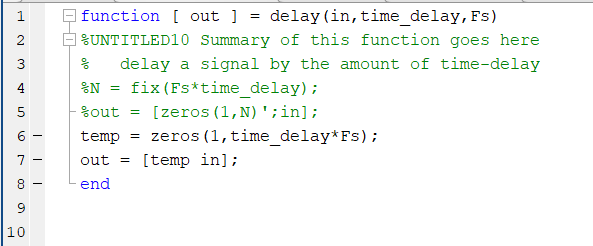 1 function [ out ] = delay(in,time_delay,Fs)
2 %UNTITLED10 Summary of this function goes here
3 %   delay a signal by the amount of time-delay
4 %N = fix(Fs*time_delay);
5 %out = [zeros(1,N)';in];
6 – temp = zeros(1,time_delay*Fs);
7 – out = [temp in];
8 – end
9
10